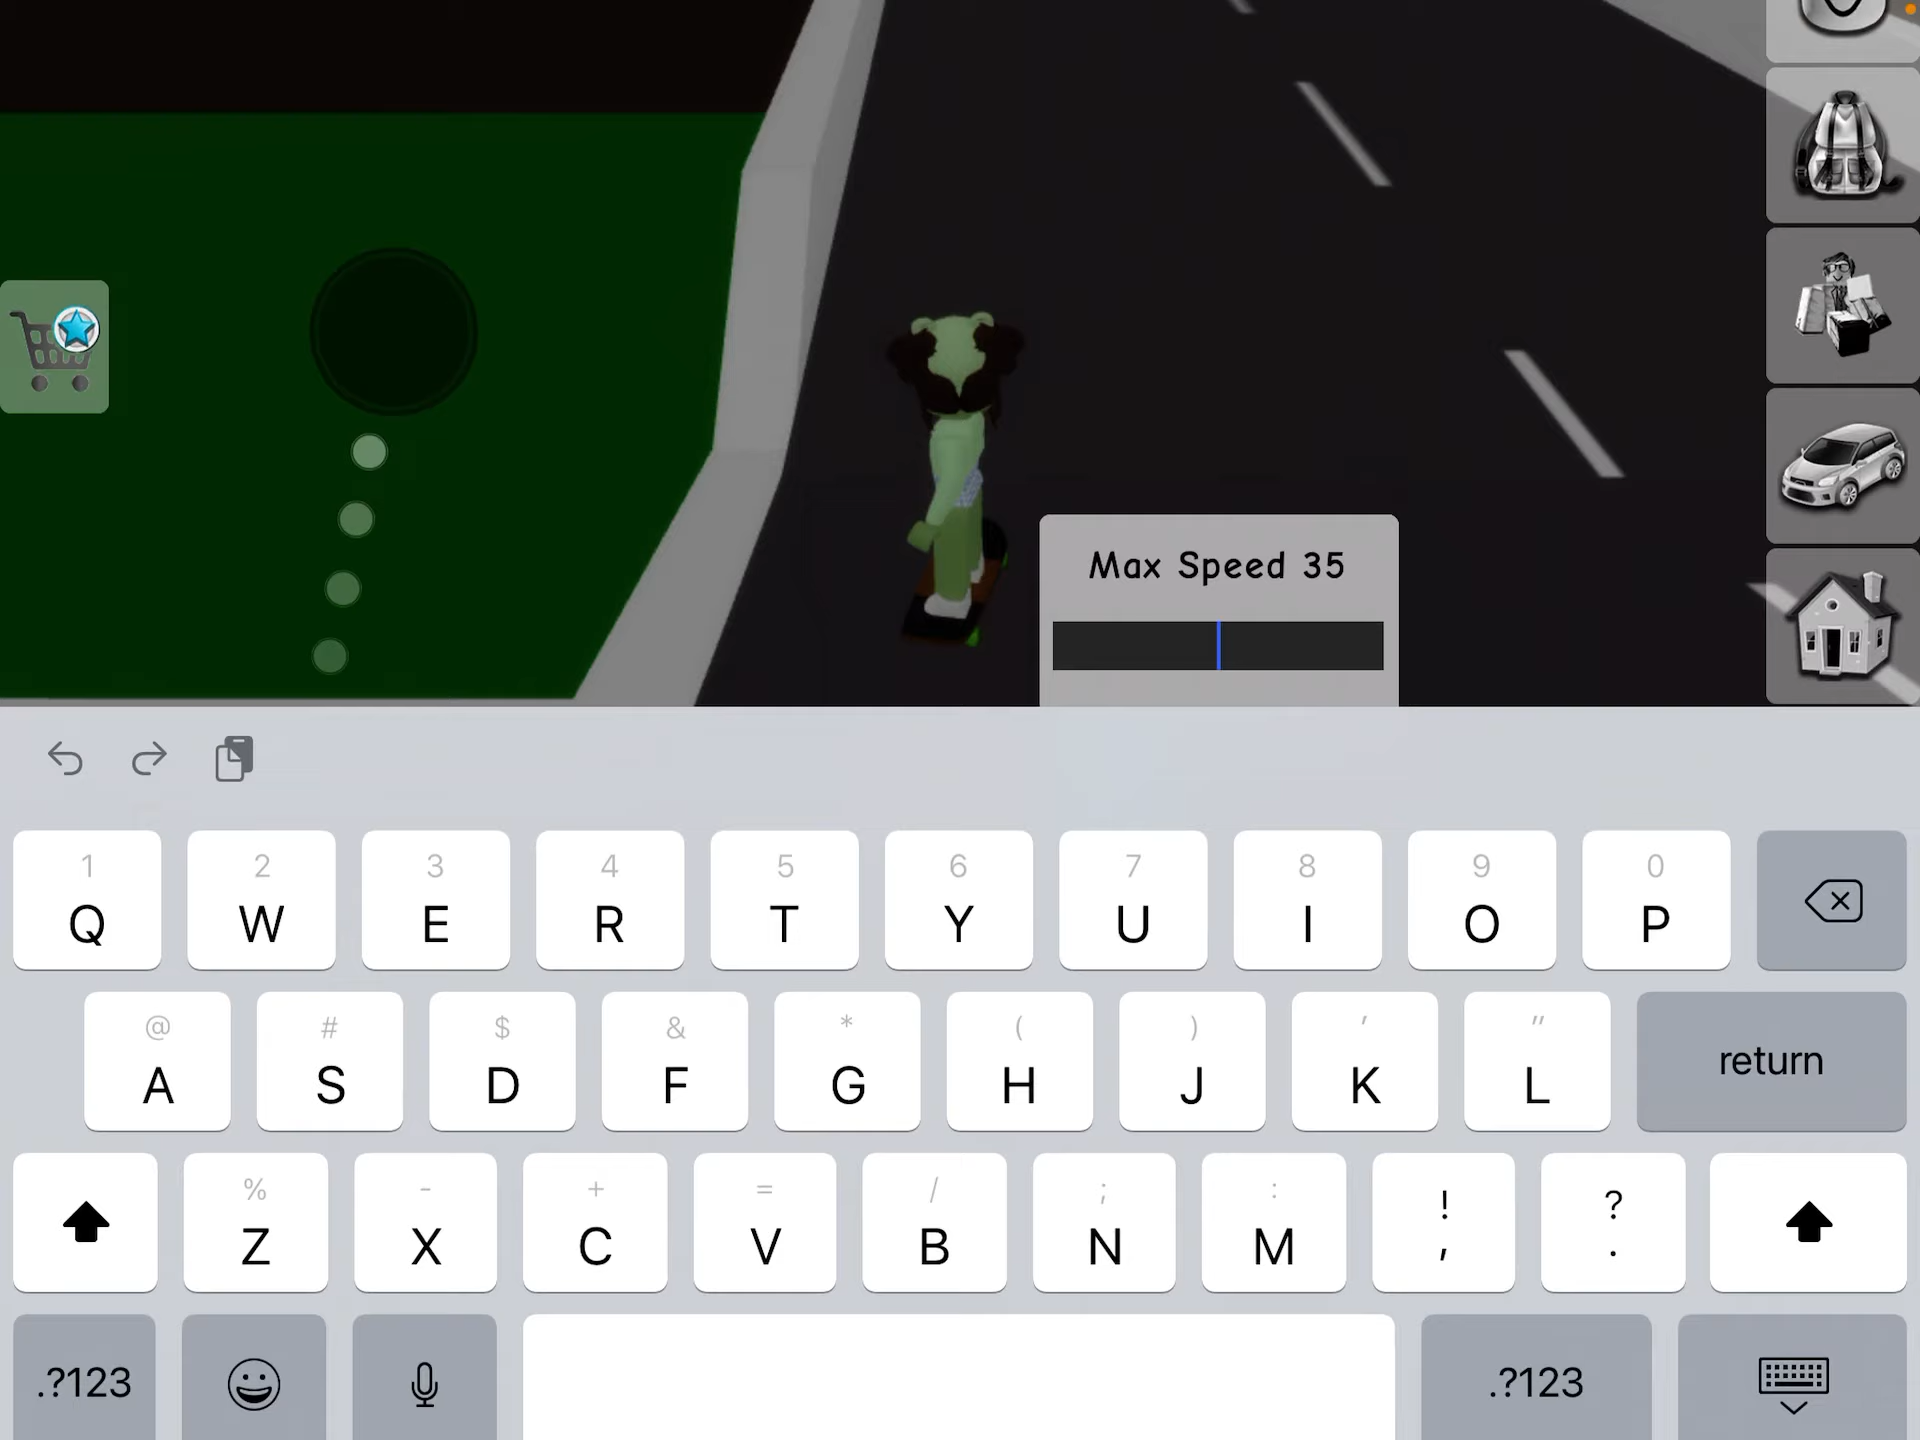 Max Speed 35
1 2 3 4 5 6 7 8 9 0
Q W E R T Y U I O P
@ # $ & * ( ) ' "
A S D F G H J K L return
% - + = / ; : ! ?
Z X C V B N M , .
.?123 .?123